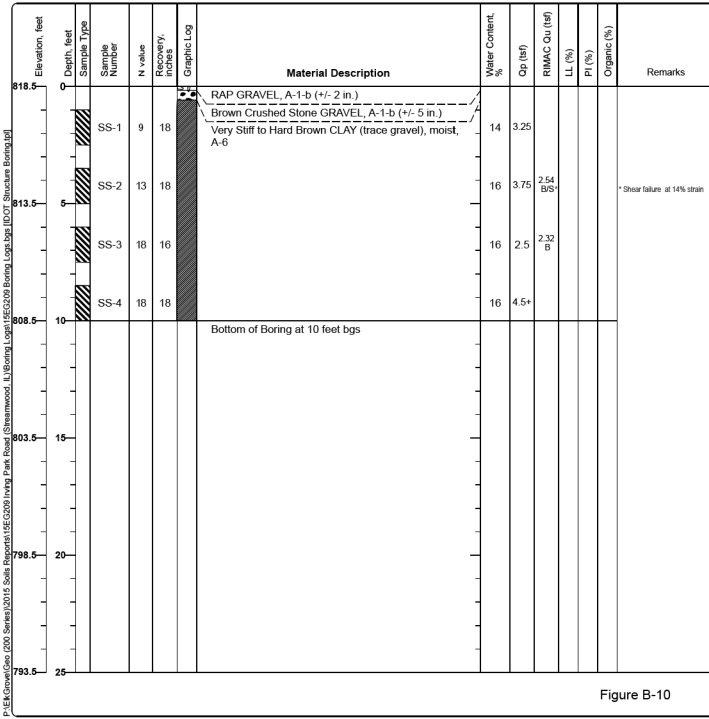 Elevation, feet
Depth, feet
Sample Type
Sample Number
N value
Recovery, inches
Graphic Log
Material Description
Water Content, %
Qp (tsf)
RIMAC Qu (tsf)
LL (%)
PI (%)
Organic (%)
Remarks
818.5 0
RAP GRAVEL, A-1-b (+/- 2 in.)
Brown Crushed Stone GRAVEL, A-1-b (+/- 5 in.)
Very Stiff to Hard Brown CLAY (trace gravel), moist,
A-6
SS-1 9 18 14 3.25
SS-2 13 18 16 3.75 2.54 B/S* * Shear failure at 14% strain
813.5 5
SS-3 18 16 16 2.5 2.32 B
SS-4 18 18 16 4.5+
808.5 10
Bottom of Boring at 10 feet bgs
803.5 15
798.5 20
793.5 25
Figure B-10
P:\ElkGrove\Geo (200 Series)\2015 Soils Reports\15EG209 Irving Park Road (Streamwood, IL)\Boring Logs\15EG209 Boring Logs.bgs [IDOT Structure Boring.tpl]